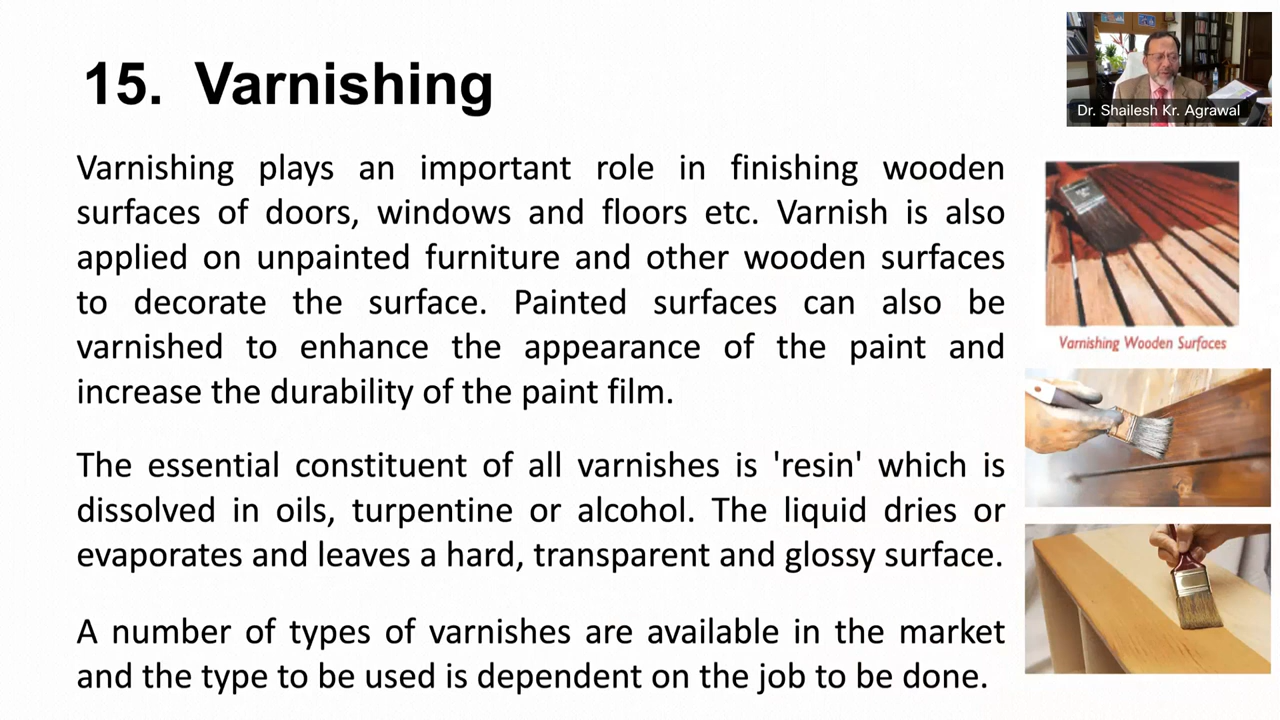 15. Varnishing
Dr. Shailesh Kr. Agrawal
Varnishing plays an important role in finishing wooden
surfaces of doors, windows and floors etc. Varnish is also
applied on unpainted furniture and other wooden surfaces
to decorate the surface. Painted surfaces can also be
varnished to enhance the appearance of the paint and
increase the durability of the paint film.
Varnishing Wooden Surfaces
The essential constituent of all varnishes is 'resin' which is
dissolved in oils, turpentine or alcohol. The liquid dries or
evaporates and leaves a hard, transparent and glossy surface.
A number of types of varnishes are available in the market
and the type to be used is dependent on the job to be done.